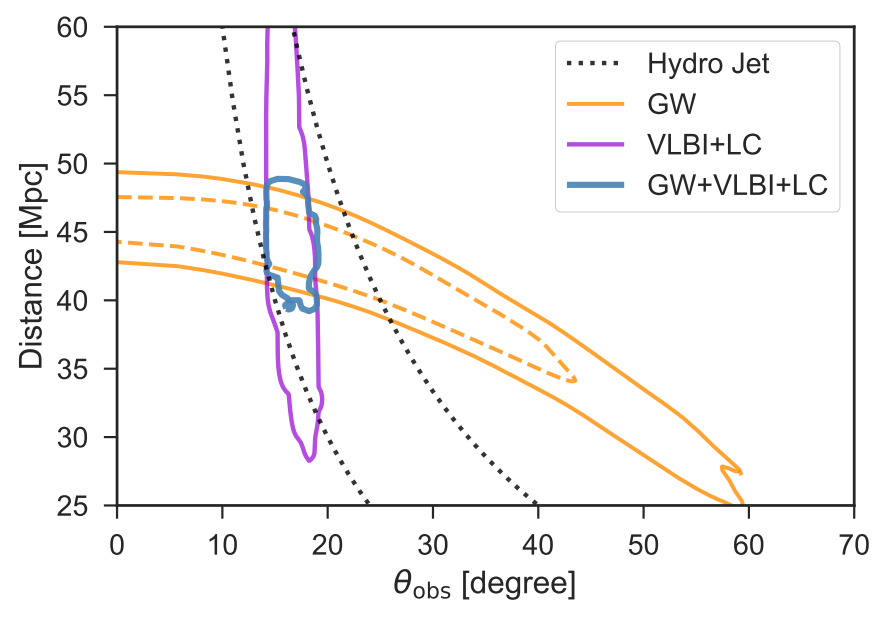 60
55
50
45
40
35
30
25
Distance [Mpc]
Hydro Jet
GW
VLBI+LC
GW+VLBI+LC
0 10 20 30 40 50 60 70
θobs [degree]